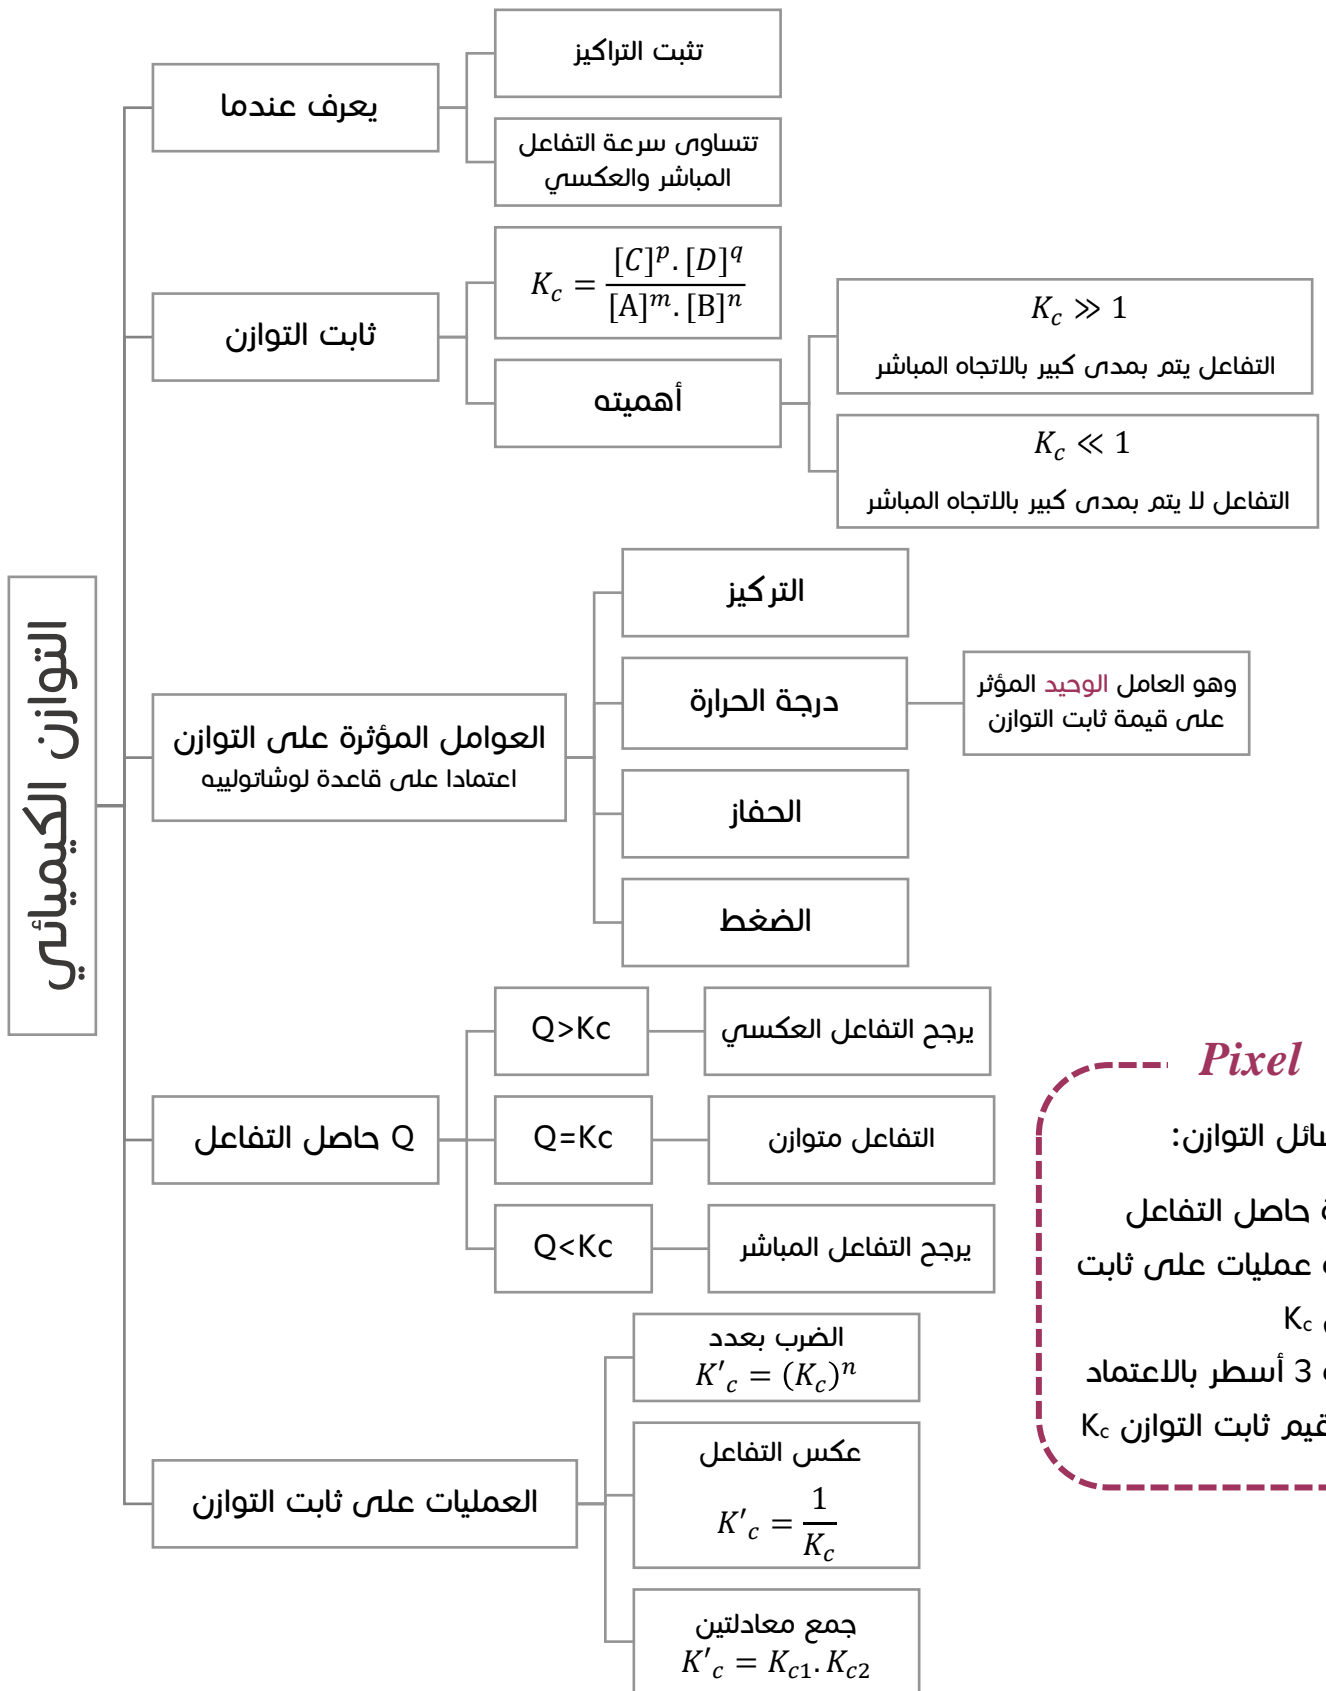 التوازن الكيميائي
يعرف عندما
تثبت التراكيز
تتساوى سرعة التفاعل
المباشر والعكسي
ثابت التوازن
K_c = [C]^p . [D]^q / [A]^m . [B]^n
أهميته
K_c ≫ 1
التفاعل يتم بمدى كبير بالاتجاه المباشر
K_c ≪ 1
التفاعل لا يتم بمدى كبير بالاتجاه المباشر
العوامل المؤثرة على التوازن
اعتمادا على قاعدة لوشاتولييه
التركيز
درجة الحرارة
وهو العامل الوحيد المؤثر
على قيمة ثابت التوازن
الحفاز
الضغط
Q حاصل التفاعل
Q>Kc
يرجح التفاعل العكسي
Q=Kc
التفاعل متوازن
Q<Kc
يرجح التفاعل المباشر
العمليات على ثابت التوازن
الضرب بعدد
K'_c = (K_c)^n
عكس التفاعل
K'_c = 1 / K_c
جمع معادلتين
K'_c = K_c1 . K_c2
Pixel
التوازن:
حاصل التفاعل
عمليات على ثابت
K_c
3 أسطر بالاعتماد
ثابت التوازن K_c